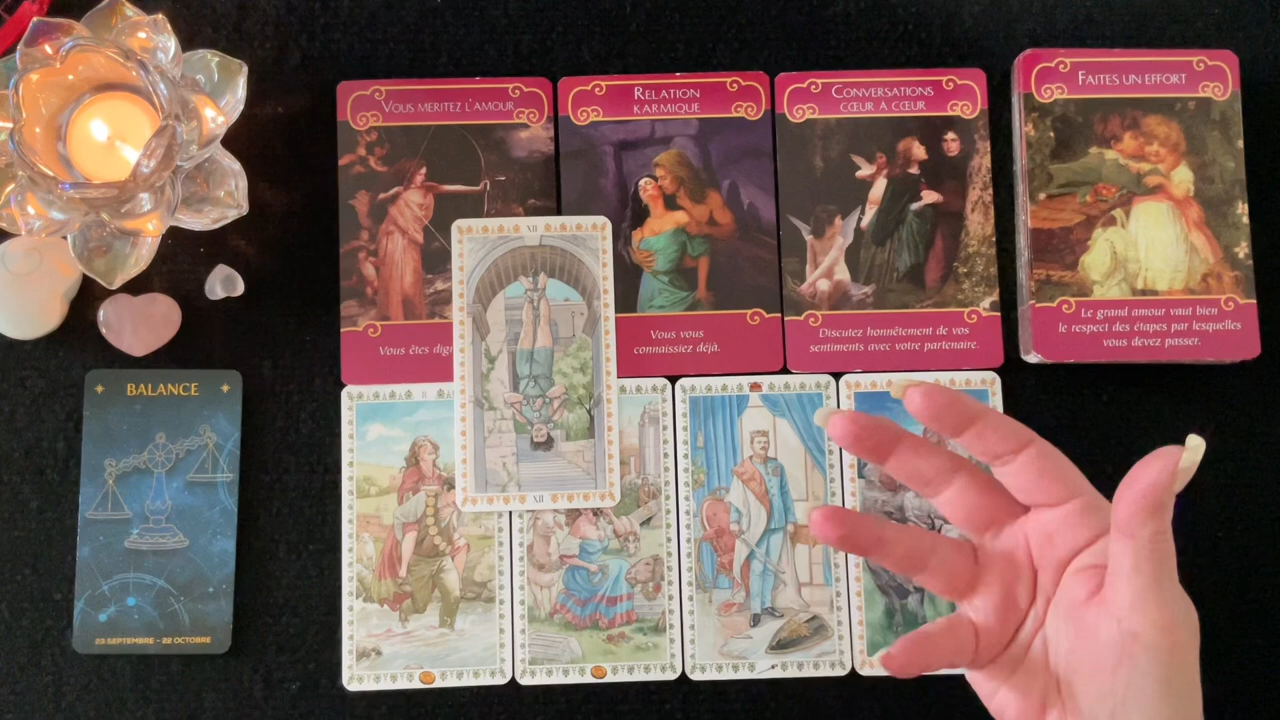 VOUS MERITEZ L'AMOUR
Vous êtes
RELATION
KARMIQUE
Vous vous
connaissiez déjà.
CONVERSATIONS
CŒUR A CŒUR
Discutez honnêtement de vos
sentiments avec votre partenaire.
FAITES UN EFFORT
Le grand amour vaut bien
le respect des étapes par lesquelles
vous devez passer.
XII
XII
II
BALANCE
23 SEPTEMBRE - 22 OCTOBRE